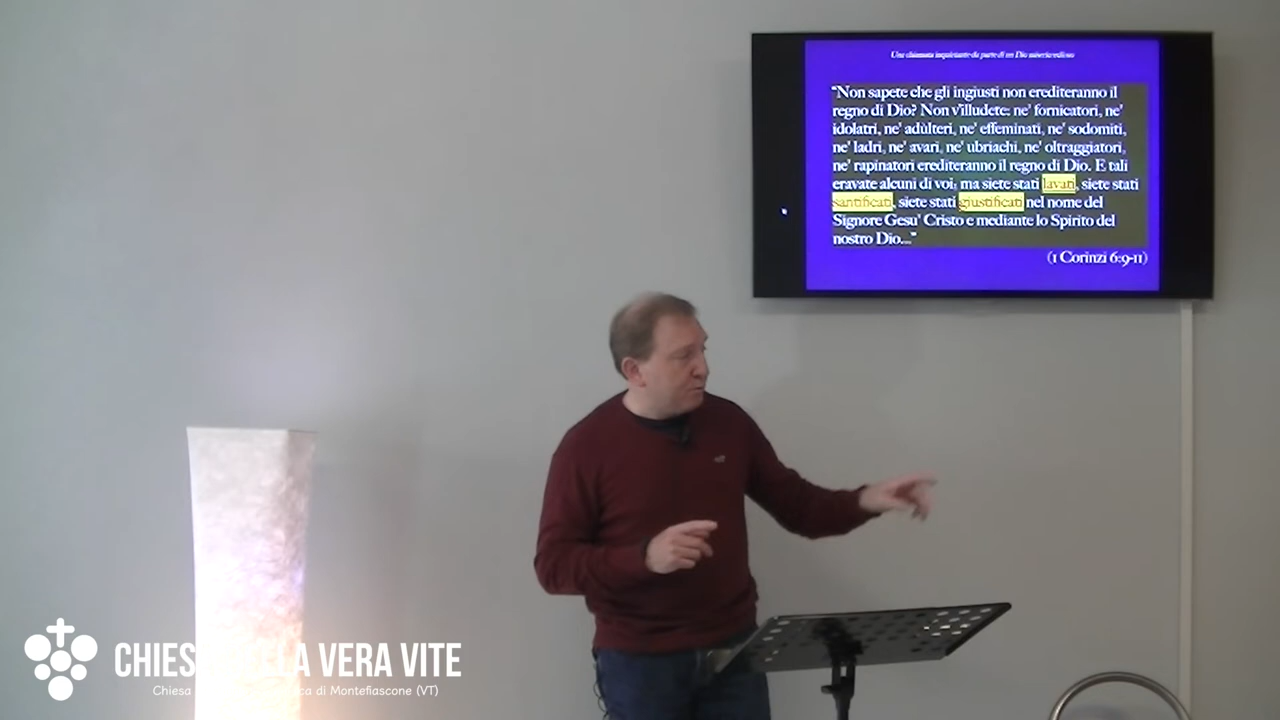 Una chiamata inquietante da parte di un Dio misericordioso
"Non sapete che gli ingiusti non erediteranno il
regno di Dio? Non v'illudete: ne' fornicatori, ne'
idolatri, ne' adùlteri, ne' effeminati, ne' sodomiti,
ne' ladri, ne' avari, ne' ubriachi, ne' oltraggiatori,
ne' rapinatori erediteranno il regno di Dio. E tali
eravate alcuni di voi; ma siete stati lavati, siete stati
santificati, siete stati giustificati nel nome del
Signore Gesu' Cristo e mediante lo Spirito del
nostro Dio..."
(1 Corinzi 6:9-11)
VERA VITE
Chiesa
di Montefiascone (VT)